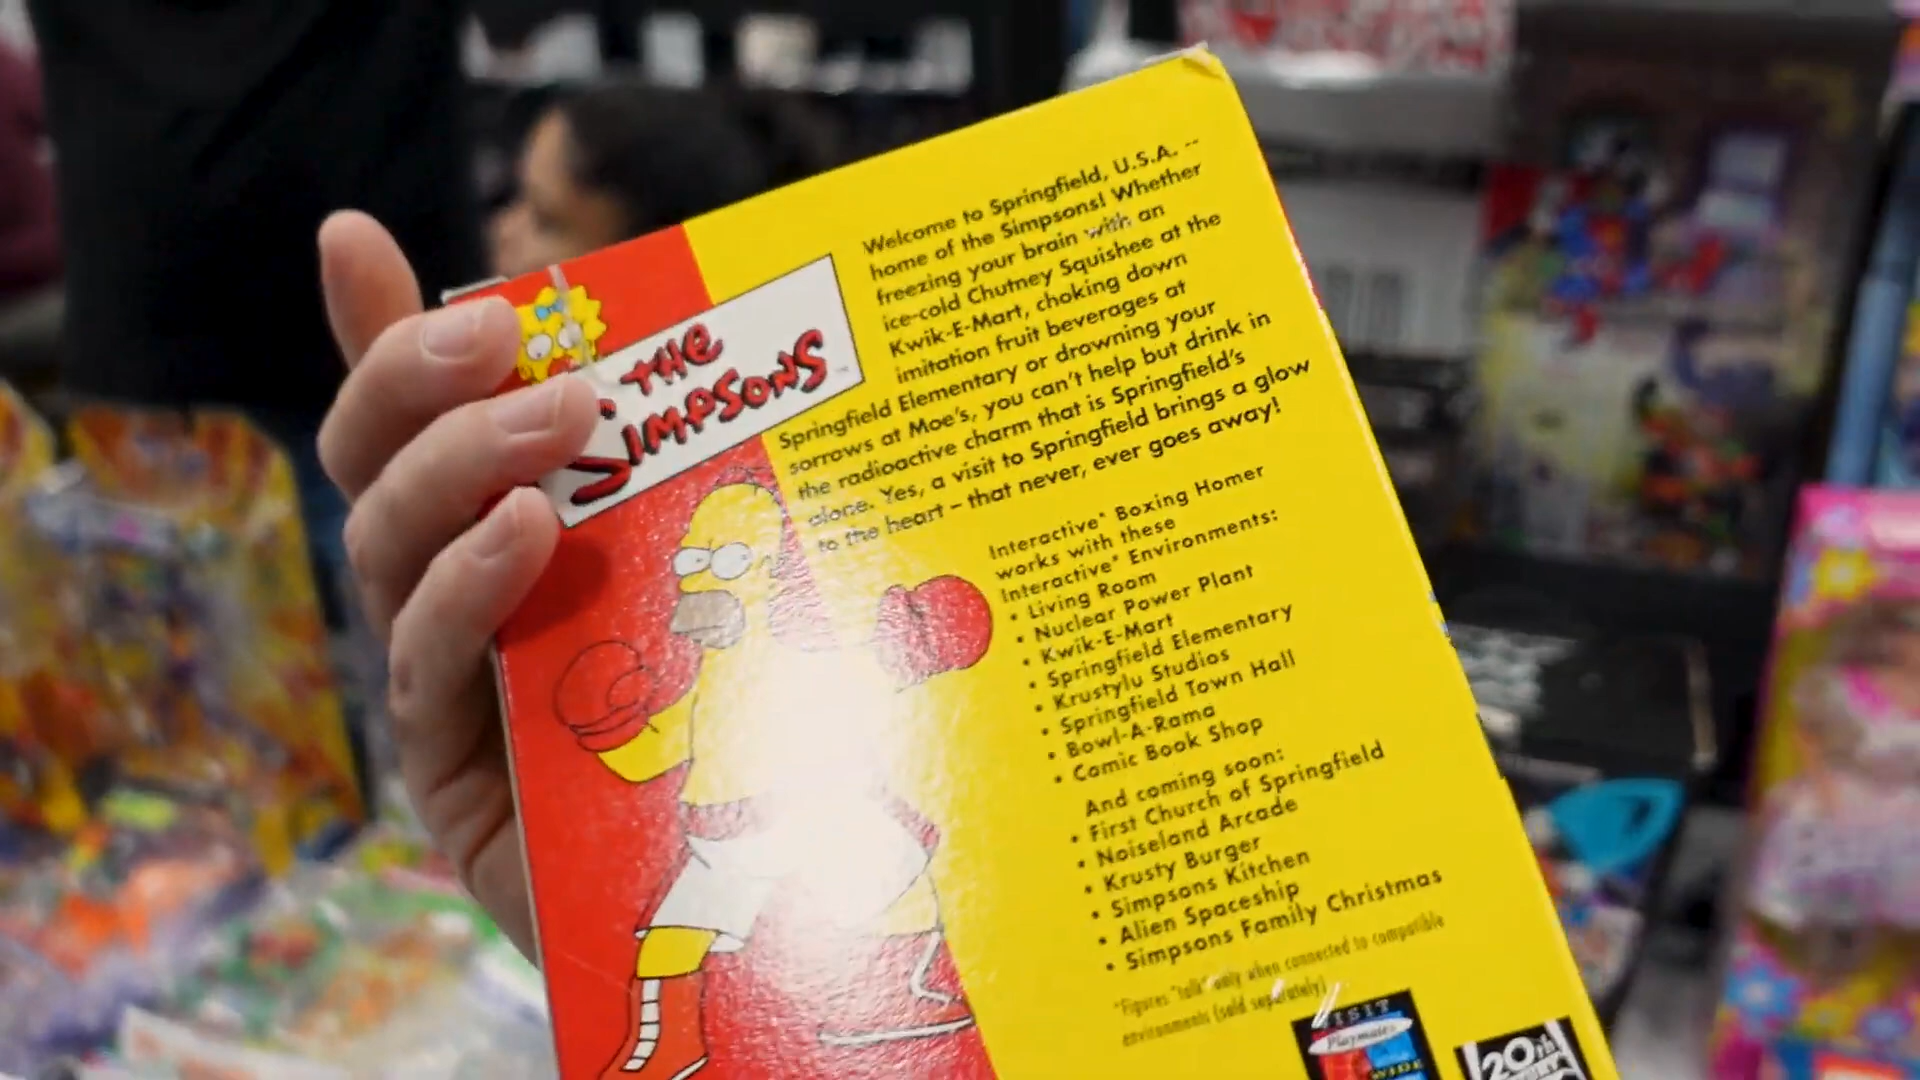 THE
SIMPSONS
Welcome to Springfield, U.S.A. --
home of the Simpsons! Whether
freezing your brain with an
ice-cold Chutney Squishee at the
Kwik-E-Mart, choking down
imitation fruit beverages at
Springfield Elementary or drowning your
sorrows at Moe's, you can't help but drink in
the radioactive charm that is Springfield's
alone. Yes, a visit to Springfield brings a glow
to the heart – that never, ever goes away!
Interactive* Boxing Homer
works with these
Interactive* Environments:
• Living Room
• Nuclear Power Plant
• Kwik-E-Mart
• Springfield Elementary
• Krustylu Studios
• Springfield Town Hall
• Bowl-A-Rama
• Comic Book Shop
And coming soon:
• First Church of Springfield
• Noiseland Arcade
• Krusty Burger
• Simpsons Kitchen
• Alien Spaceship
• Simpsons Family Christmas
*Figures "talk" only when connected to compatible
environments (sold separately)
VISIT
Playmates
WIDE
20th